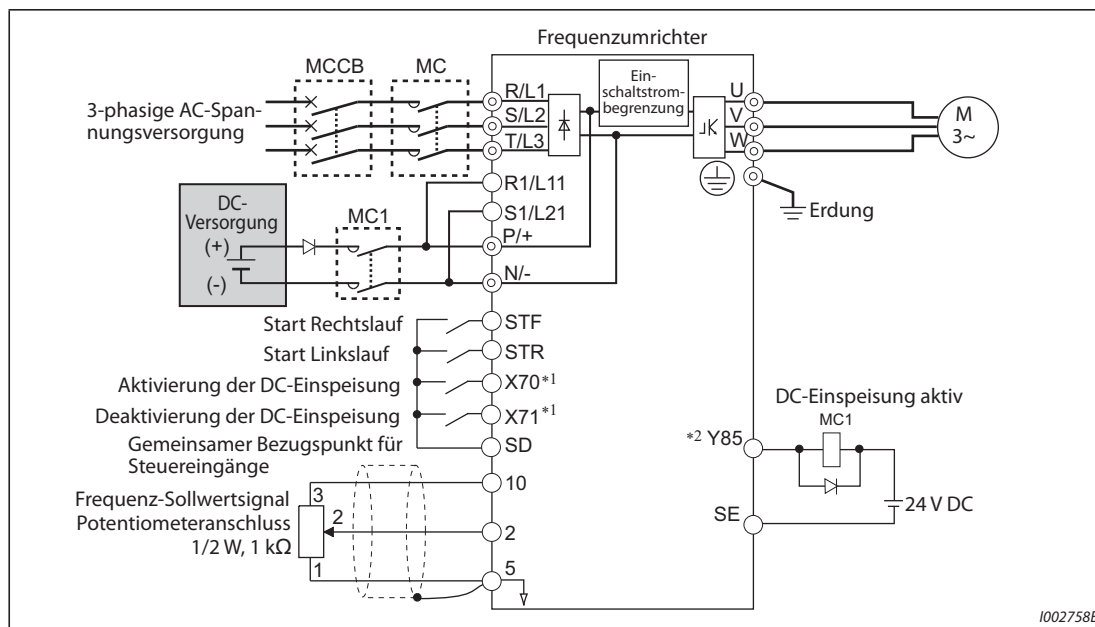 Frequenzumrichter
MCCB
MC
3-phasige AC-Span-
nungsversorgung
R/L1
S/L2
T/L3
Ein-
schaltstrom-
begrenzung
U
V
W
M
3~
Erdung
DC-
Versorgung
(+)
(-)
MC1
R1/L11
S1/L21
P/+
N/-
Start Rechtslauf
STF
Start Linkslauf
STR
Aktivierung der DC-Einspeisung
X70*1
Deaktivierung der DC-Einspeisung
X71*1
Gemeinsamer Bezugspunkt für
Steuereingänge
SD
DC-Einspeisung aktiv
MC1
*2 Y85
24 V DC
SE
Frequenz-Sollwertsignal
Potentiometeranschluss
1/2 W, 1 kΩ
3
2
1
10
2
5
I002758E